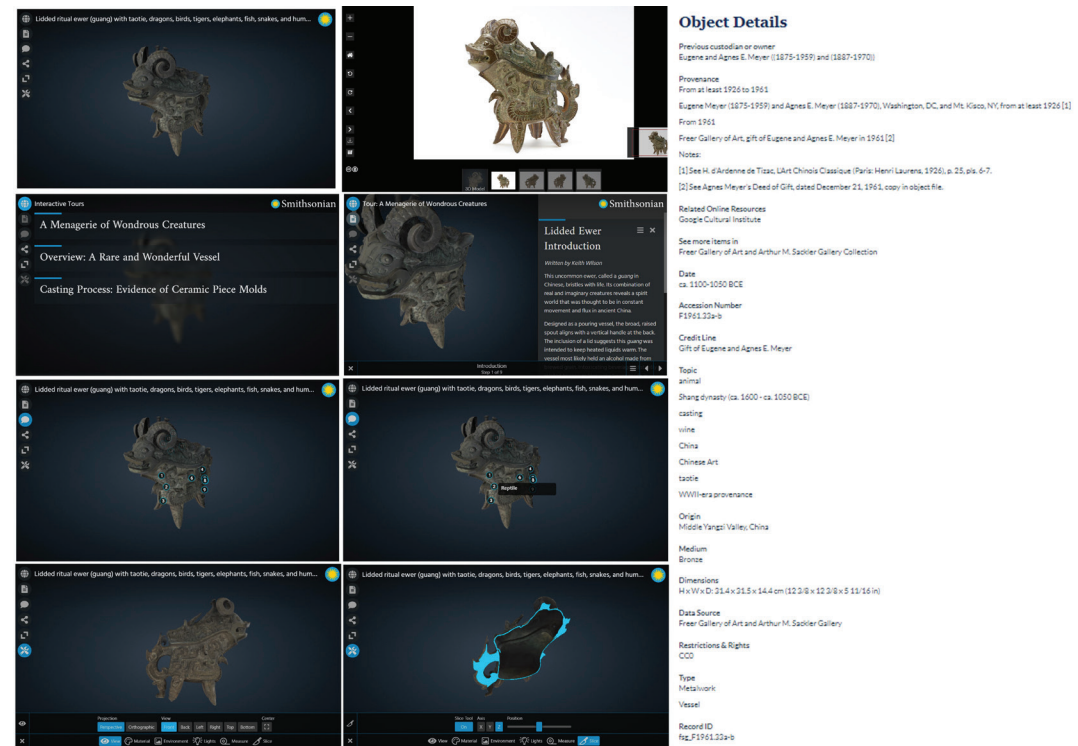 Lidded ritual ewer (guang) with taotie, dragons, birds, tigers, elephants, fish, snakes, and hum...
3D Model
Interactive Tours
Smithsonian
A Menagerie of Wondrous Creatures
Overview: A Rare and Wonderful Vessel
Casting Process: Evidence of Ceramic Piece Molds
Tour: A Menagerie of Wondrous Creatures
Smithsonian
Lidded Ewer
Introduction
Written by Keith Wilson
This uncommon ewer, called a guang in
Chinese, bristles with life. Its combination of
real and imaginary creatures reveals a spirit
world that was thought to be in constant
movement and flux in ancient China.
Designed as a pouring vessel, the broad, raised
spout aligns with a vertical handle at the back.
The inclusion of a lid suggests this guang was
intended to keep heated liquids warm. The
vessel most likely held an alcohol made from
Introduction
Step 1 of 9
Lidded ritual ewer (guang) with taotie, dragons, birds, tigers, elephants, fish, snakes, and hum...
Lidded ritual ewer (guang) with taotie, dragons, birds, tigers, elephants, fish, snakes, and hum...
Reptile
Lidded ritual ewer (guang) with taotie, dragons, birds, tigers, elephants, fish, snakes, and hum...
Projection View Center
Perspective Orthographic Front Back Left Right Top Bottom
View Material Environment Lights Measure Slice
Lidded ritual ewer (guang) with taotie, dragons, birds, tigers, elephants, fish, snakes, and hum...
Slice Tool Axis Position
On X Y Z
View Material Environment Lights Measure Slice
Object Details
Previous custodian or owner
Eugene and Agnes E. Meyer ((1875-1959) and (1887-1970))
Provenance
From at least 1926 to 1961
Eugene Meyer (1875-1959) and Agnes E. Meyer (1887-1970), Washington, DC, and Mt. Kisco, NY, from at least 1926 [1]
From 1961
Freer Gallery of Art, gift of Eugene and Agnes E. Meyer in 1961 [2]
Notes:
[1] See H. d'Ardenne de Tizac, L'Art Chinois Classique (Paris: Henri Laurens, 1926), p. 25, pls. 6-7.
[2] See Agnes Meyer's Deed of Gift, dated December 21, 1961, copy in object file.
Related Online Resources
Google Cultural Institute
See more items in
Freer Gallery of Art and Arthur M. Sackler Gallery Collection
Date
ca. 1100-1050 BCE
Accession Number
F1961.33a-b
Credit Line
Gift of Eugene and Agnes E. Meyer
Topic
animal
Shang dynasty (ca. 1600 - ca. 1050 BCE)
casting
wine
China
Chinese Art
taotie
WWII-era provenance
Origin
Middle Yangzi Valley, China
Medium
Bronze
Dimensions
H x W x D: 31.4 x 31.5 x 14.4 cm (12 3/8 x 12 3/8 x 5 11/16 in)
Data Source
Freer Gallery of Art and Arthur M. Sackler Gallery
Restrictions & Rights
CC0
Type
Metalwork
Vessel
Record ID
fsg_F1961.33a-b